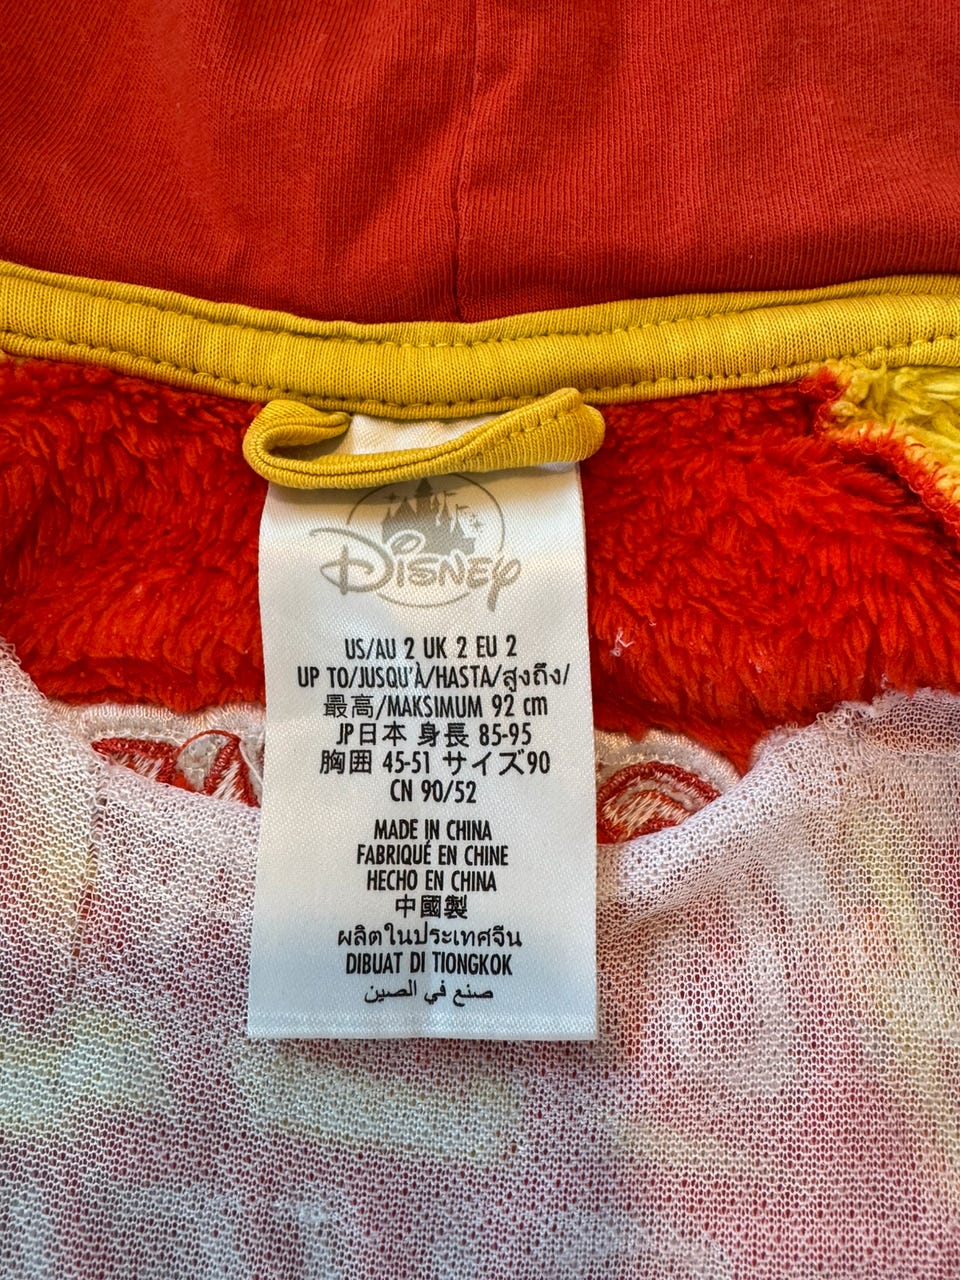 Disney
US/AU 2 UK 2 EU 2
UP TO/JUSQU'À/HASTA/สูงถึง/
最高/MAKSIMUM 92 cm
JP日本 身長 85-95
胸囲 45-51 サイズ90
CN 90/52
MADE IN CHINA
FABRIQUÉ EN CHINE
HECHO EN CHINA
中國製
ผลิตในประเทศจีน
DIBUAT DI TIONGKOK
صنع في الصين